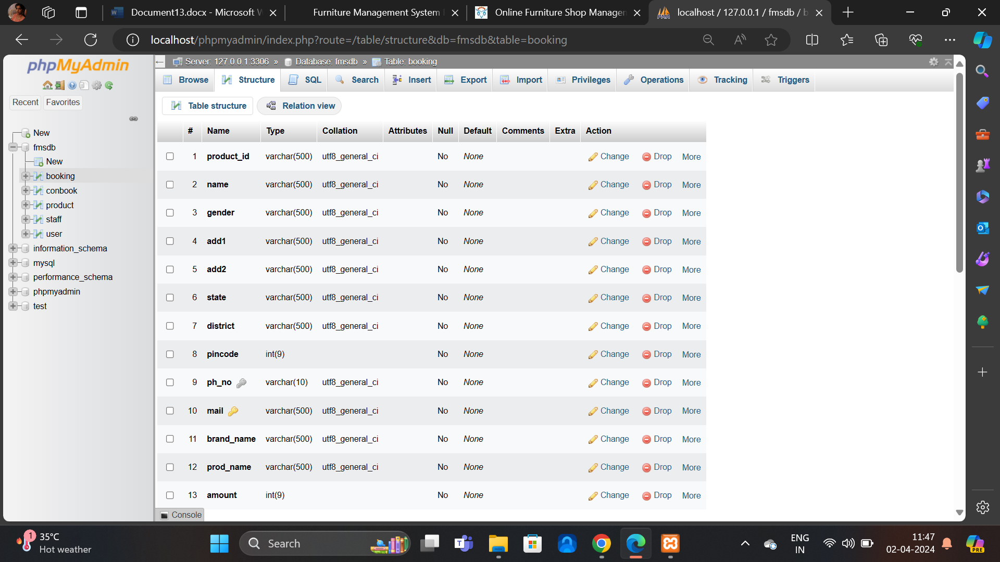 Document13.docx - Microsoft W
Furniture Management System
Online Furniture Shop Manager
localhost / 127.0.0.1 / fmsdb / b
localhost/phpmyadmin/index.php?route=/table/structure&db=fmsdb&table=booking
phpMyAdmin
Recent Favorites
New
fmsdb
New
booking
conbook
product
staff
user
information_schema
mysql
performance_schema
phpmyadmin
test
Server: 127.0.0.1:3306 » Database: fmsdb » Table: booking
Browse Structure SQL Search Insert Export Import Privileges Operations Tracking Triggers
Table structure Relation view
# Name Type Collation Attributes Null Default Comments Extra Action
1 product_id varchar(500) utf8_general_ci No None Change Drop More
2 name varchar(500) utf8_general_ci No None Change Drop More
3 gender varchar(500) utf8_general_ci No None Change Drop More
4 add1 varchar(500) utf8_general_ci No None Change Drop More
5 add2 varchar(500) utf8_general_ci No None Change Drop More
6 state varchar(500) utf8_general_ci No None Change Drop More
7 district varchar(500) utf8_general_ci No None Change Drop More
8 pincode int(9) No None Change Drop More
9 ph_no varchar(10) utf8_general_ci No None Change Drop More
10 mail varchar(500) utf8_general_ci No None Change Drop More
11 brand_name varchar(500) utf8_general_ci No None Change Drop More
12 prod_name varchar(500) utf8_general_ci No None Change Drop More
13 amount int(9) No None Change Drop More
Console
1
35°C
Hot weather
Search
ENG
IN
11:47
02-04-2024
PRE